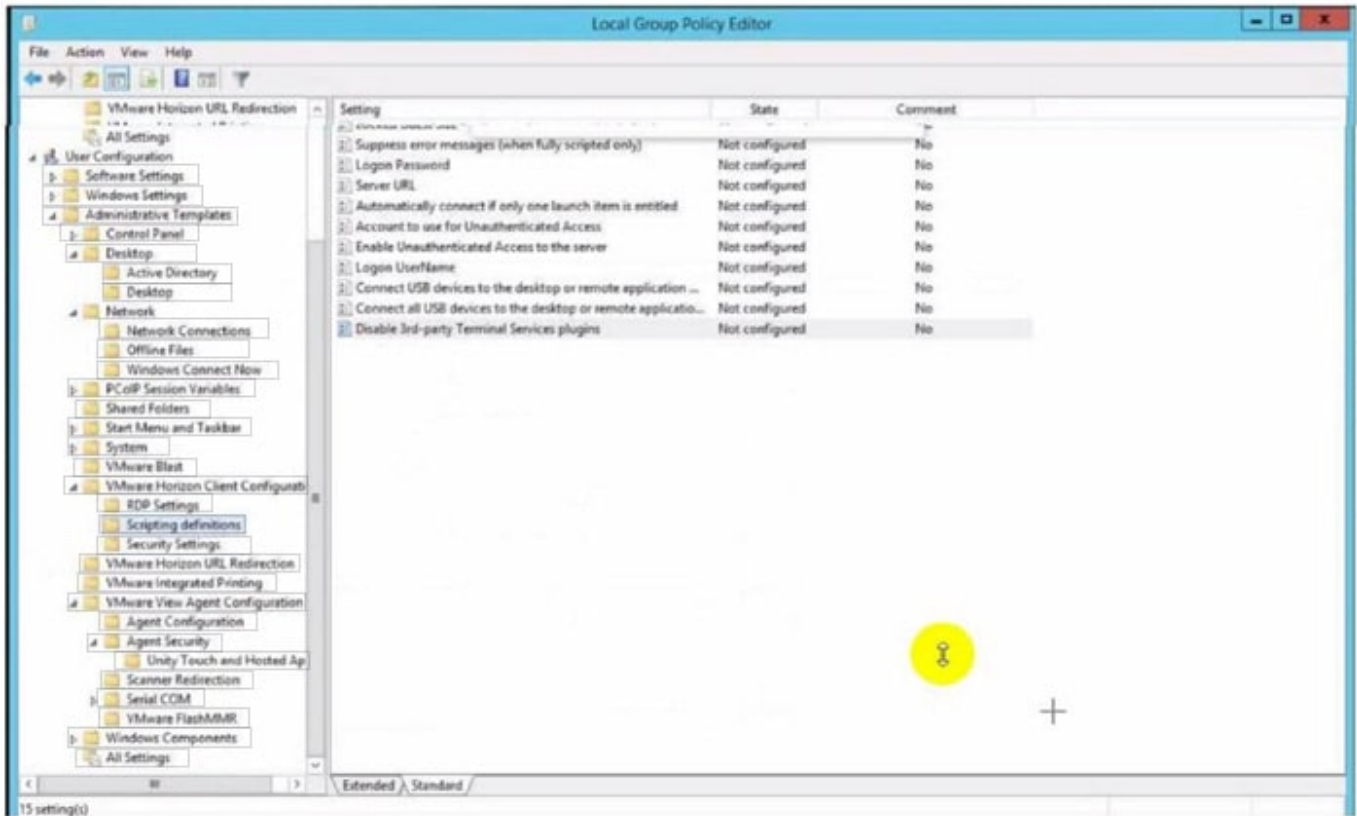 Local Group Policy Editor
File Action View Help
VMware Horizon URL Redirection
All Settings
User Configuration
Software Settings
Windows Settings
Administrative Templates
Control Panel
Desktop
Active Directory
Desktop
Network
Network Connections
Offline Files
Windows Connect Now
PCoIP Session Variables
Shared Folders
Start Menu and Taskbar
System
VMware Blast
VMware Horizon Client Configurati
RDP Settings
Scripting definitions
Security Settings
VMware Horizon URL Redirection
VMware Integrated Printing
VMware View Agent Configuration
Agent Configuration
Agent Security
Unity Touch and Hosted Ap
Scanner Redirection
Serial COM
VMware FlashMMR
Windows Components
All Settings
Setting State Comment
Suppress error messages (when fully scripted only) Not configured No
Logon Password Not configured No
Server URL Not configured No
Automatically connect if only one launch item is entitled Not configured No
Account to use for Unauthenticated Access Not configured No
Enable Unauthenticated Access to the server Not configured No
Logon UserName Not configured No
Connect USB devices to the desktop or remote application ... Not configured No
Connect all USB devices to the desktop or remote applicatio... Not configured No
Disable 3rd-party Terminal Services plugins Not configured No
Extended Standard
15 setting(s)